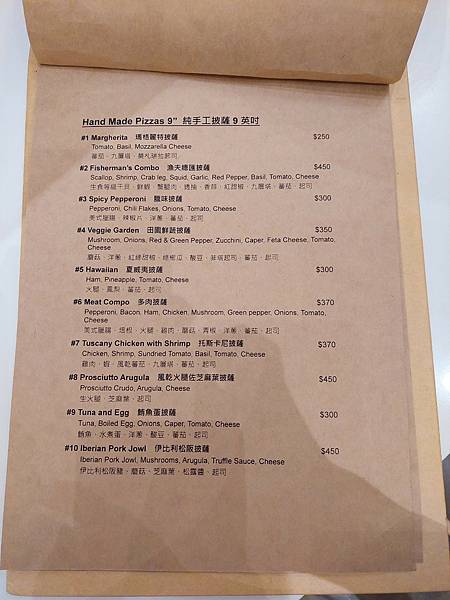 Hand Made Pizzas 9" 純手工披薩 9 英吋
#1 Margherita 瑪格麗特披薩 $250
Tomato, Basil, Mozzarella Cheese
蕃茄、九層塔、莫札瑞拉起司
#2 Fisherman's Combo 漁夫總匯披薩 $450
Scallop, Shrimp, Crab leg, Squid, Garlic, Red Pepper, Basil, Tomato, Cheese
生食等級干貝、鮮蝦、蟹腿肉、透抽、香蒜、紅甜椒、九層塔、蕃茄、起司
#3 Spicy Pepperoni 臘味披薩 $300
Pepperoni, Chili Flakes, Onions, Tomato, Cheese
美式臘腸、辣椒片、洋蔥、蕃茄、起司
#4 Veggie Garden 田園鮮蔬披薩 $350
Mushroom, Onions, Red & Green Pepper, Zucchini, Caper, Feta Cheese, Tomato,
Cheese
蘑菇、洋蔥、紅綠甜椒、綠櫛瓜、酸豆、菲塔起司、蕃茄、起司
#5 Hawaiian 夏威夷披薩 $300
Ham, Pineapple, Tomato, Cheese
火腿、鳳梨、蕃茄、起司
#6 Meat Compo 多肉披薩 $370
Pepperoni, Bacon, Ham, Chicken, Mushroom, Green pepper, Onions, Tomato,
Cheese
美式臘腸、培根、火腿、雞肉、蘑菇、青椒、洋蔥、蕃茄、起司
#7 Tuscany Chicken with Shrimp 托斯卡尼披薩 $370
Chicken, Shrimp, Sundried Tomato, Basil, Tomato, Cheese
雞肉、蝦、風乾蕃茄、九層塔、蕃茄、起司
#8 Prosciutto Arugula 風乾火腿佐芝麻葉披薩 $450
Prosciutto Crudo, Arugula, Cheese
生火腿、芝麻葉、起司
#9 Tuna and Egg 鮪魚蛋披薩 $300
Tuna, Boiled Egg, Onions, Caper, Tomato, Cheese
鮪魚、水煮蛋、洋蔥、酸豆、蕃茄、起司
#10 Iberian Pork Jowl 伊比利松阪披薩 $450
Iberian Pork Jowl, Mushrooms, Arugula, Truffle Sauce, Cheese
伊比利松阪豬、蘑菇、芝麻葉、松露醬、起司